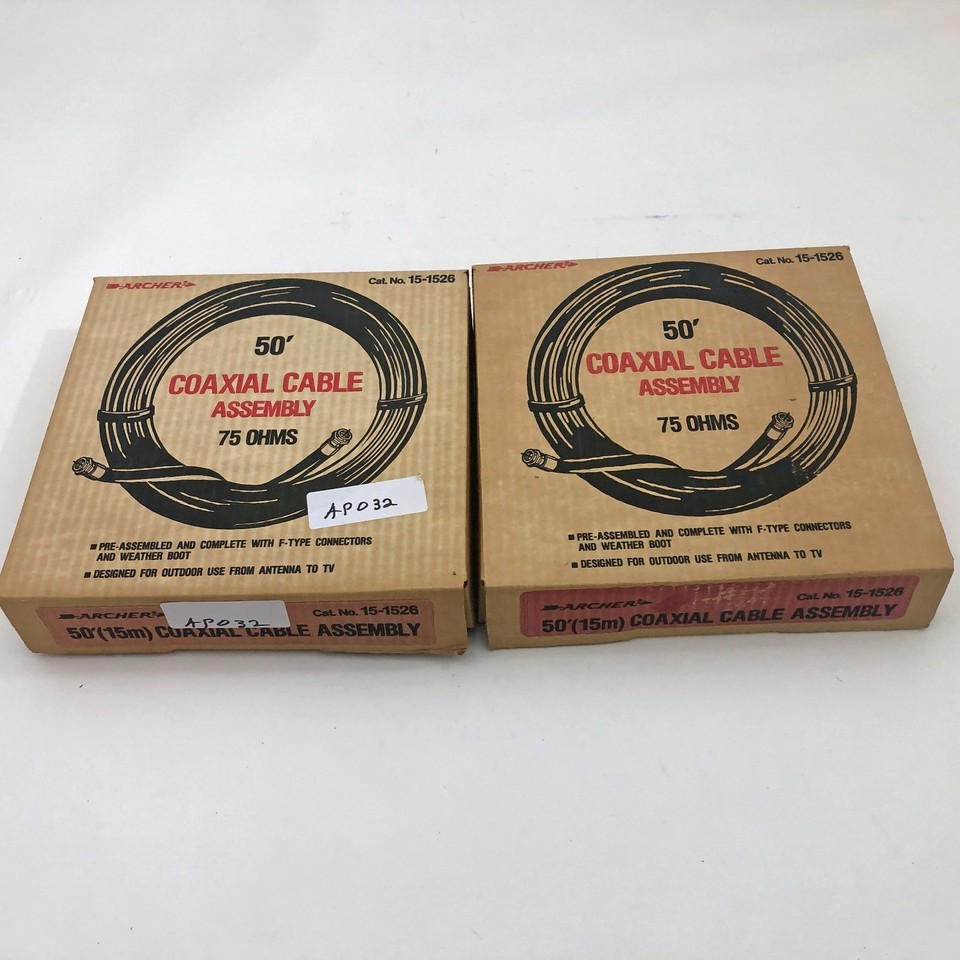 ARCHER
Cat. No. 15-1526
50'
COAXIAL CABLE
ASSEMBLY
75 OHMS
AP032
■ PRE-ASSEMBLED AND COMPLETE WITH F-TYPE CONNECTORS
AND WEATHER BOOT
■ DESIGNED FOR OUTDOOR USE FROM ANTENNA TO TV
ARCHER
AP032
Cat. No. 15-1526
50'(15m) COAXIAL CABLE ASSEMBLY
ARCHER
Cat. No. 15-1526
50'
COAXIAL CABLE
ASSEMBLY
75 OHMS
■ PRE-ASSEMBLED AND COMPLETE WITH F-TYPE CONNECTORS
AND WEATHER BOOT
■ DESIGNED FOR OUTDOOR USE FROM ANTENNA TO TV
ARCHER
Cat. No. 15-1526
50'(15m) COAXIAL CABLE ASSEMBLY